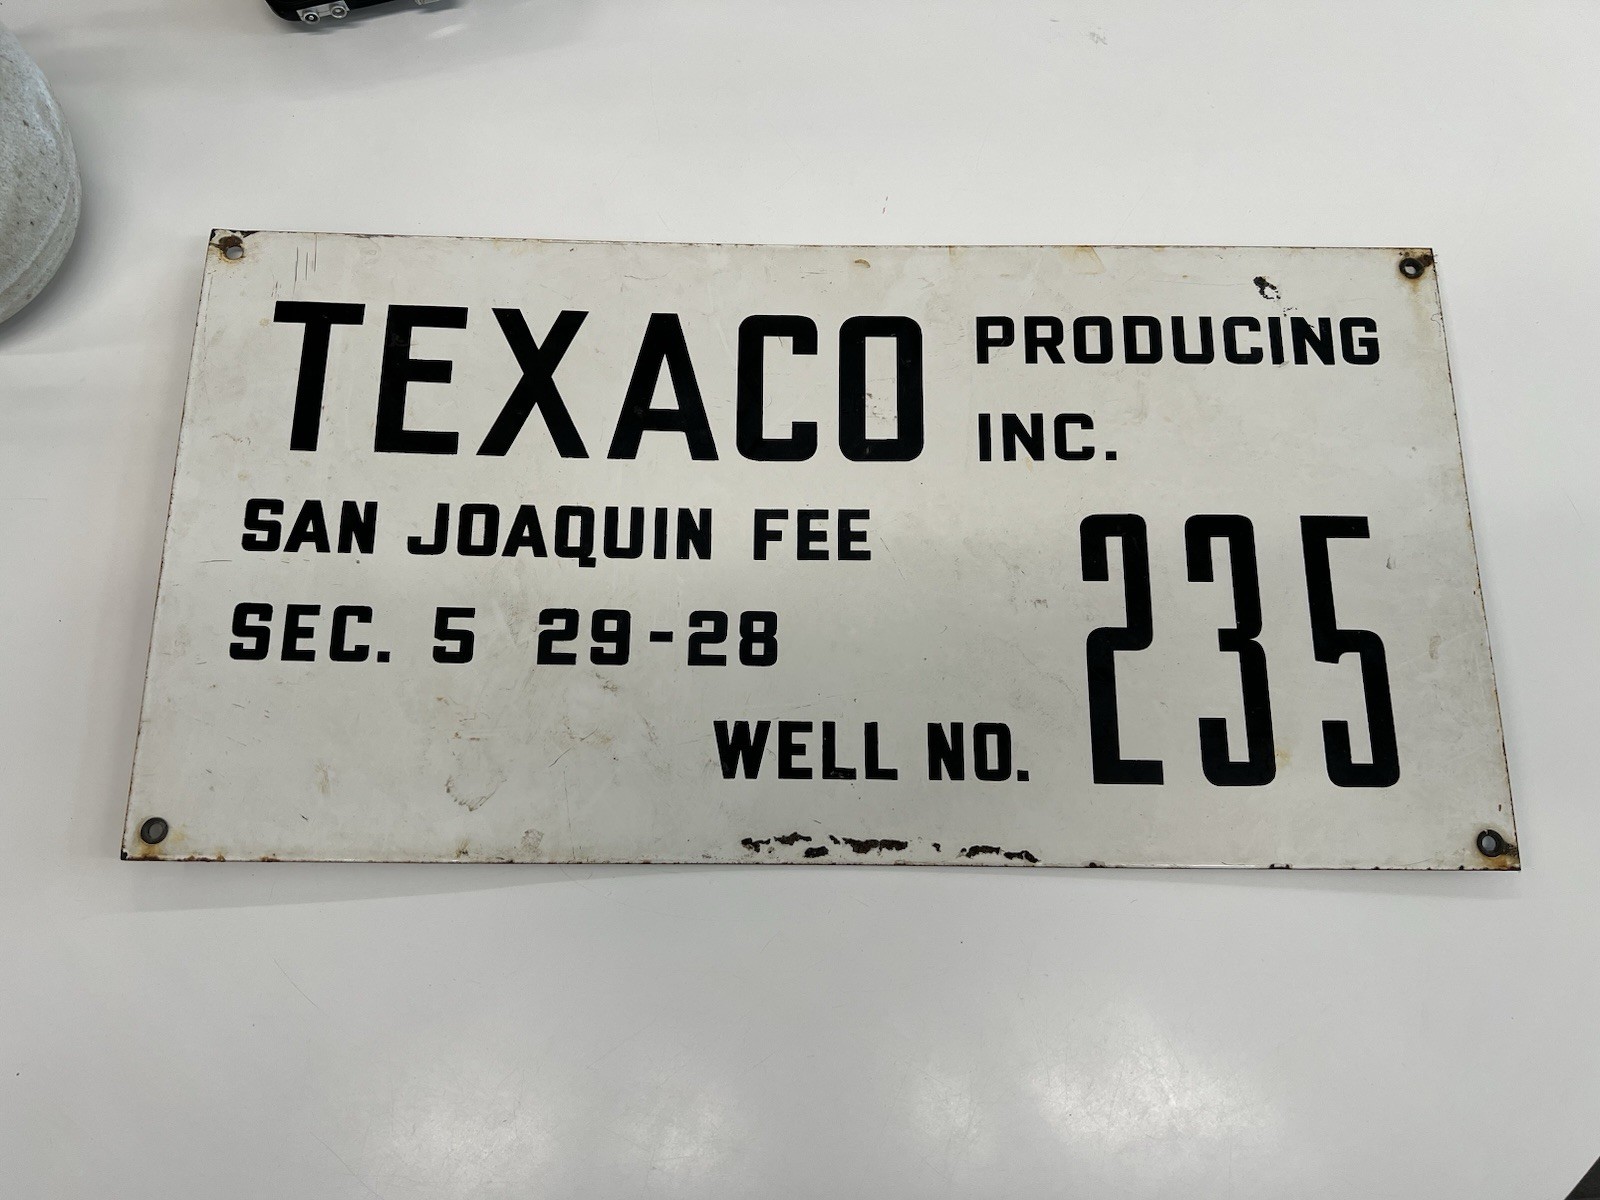 TEXACO PRODUCING
INC.
SAN JOAQUIN FEE
SEC. 5 29-28
WELL NO. 235